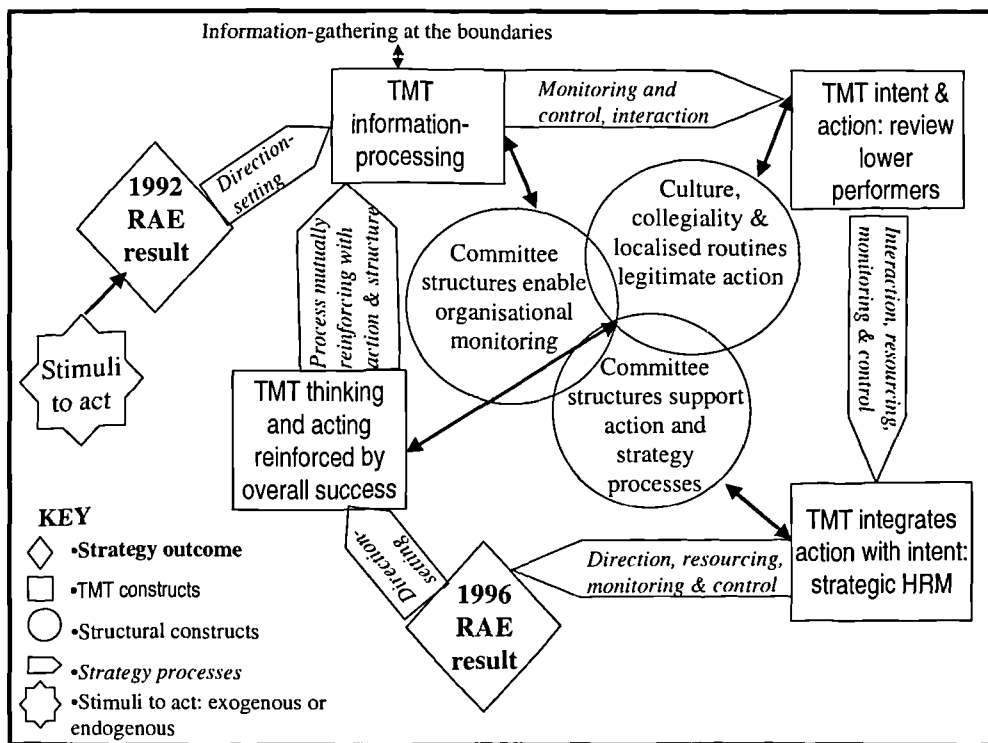 Information-gathering at the boundaries
TMT
information-
processing
Monitoring and
control, interaction
TMT intent &
action: review
lower
performers
Direction-
setting
1992
RAE
result
Stimuli
to act
Process mutually
reinforcing with
action & structure
Committee
structures enable
organisational
monitoring
Culture,
collegiality &
localised routines
legitimate action
Interaction, resourcing,
monitoring & control
Committee
structures support
action and
strategy
processes
TMT thinking
and acting
reinforced by
overall success
TMT integrates
action with intent:
strategic HRM
Direction, resourcing,
monitoring & control
1996
RAE
result
Direction-
setting
KEY
•Strategy outcome
•TMT constructs
•Structural constructs
•Strategy processes
•Stimuli to act: exogenous or
endogenous